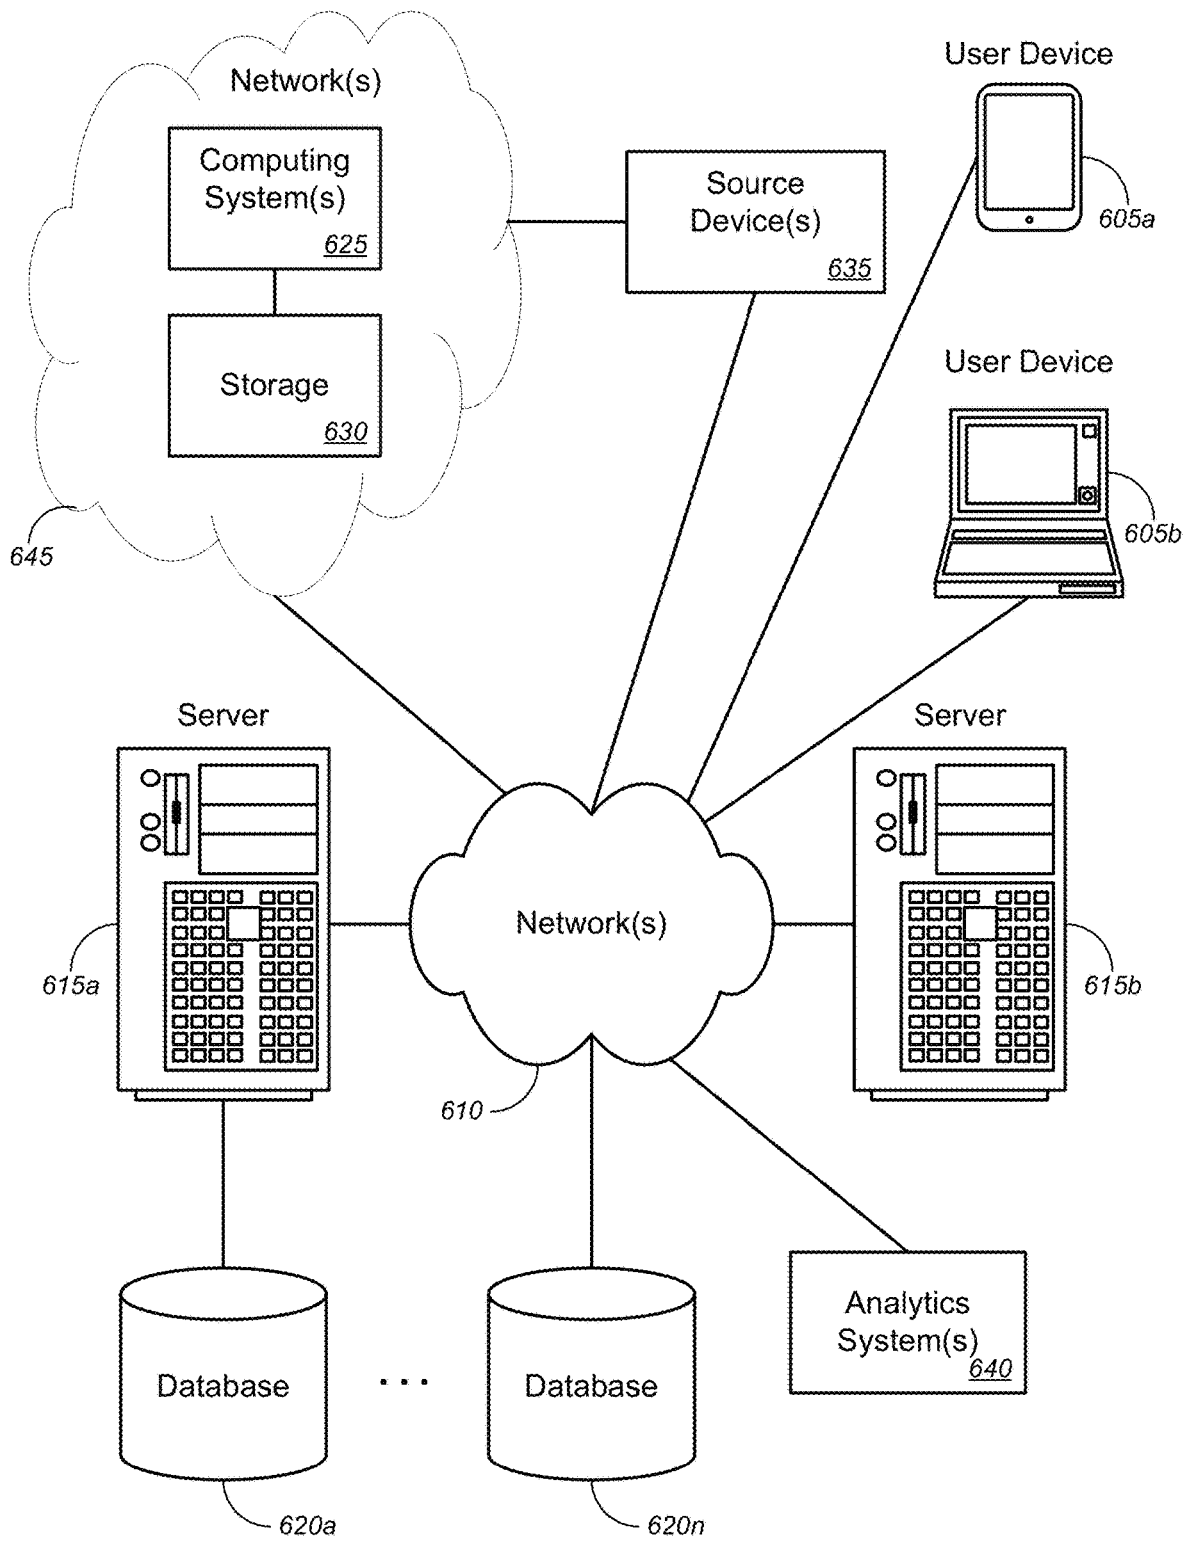 User Device
Network(s)
Computing
System(s)
625
Source
Device(s)
635
605a
Storage
630
User Device
645
605b
Server
Server
Network(s)
615a
615b
610
Analytics
System(s)
640
Database
...
Database
620a
620n